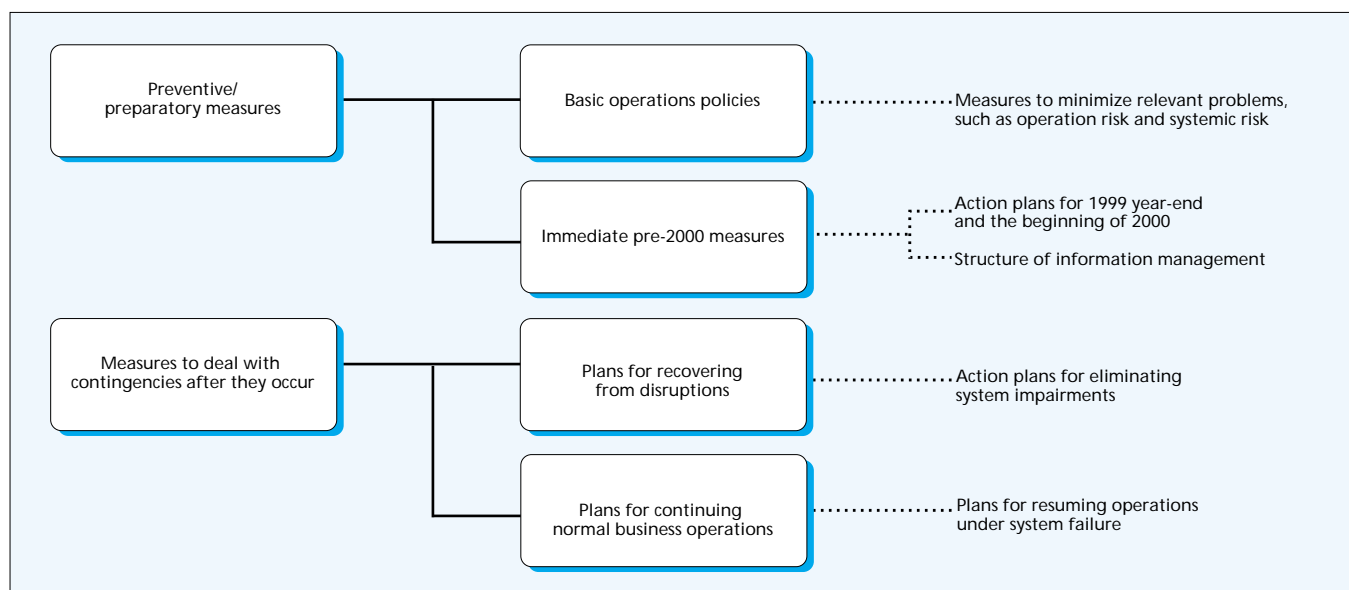 Preventive/
preparatory measures
Basic operations policies
Measures to minimize relevant problems,
such as operation risk and systemic risk
Immediate pre-2000 measures
Action plans for 1999 year-end
and the beginning of 2000
Structure of information management
Measures to deal with
contingencies after they occur
Plans for recovering
from disruptions
Action plans for eliminating
system impairments
Plans for continuing
normal business operations
Plans for resuming operations
under system failure